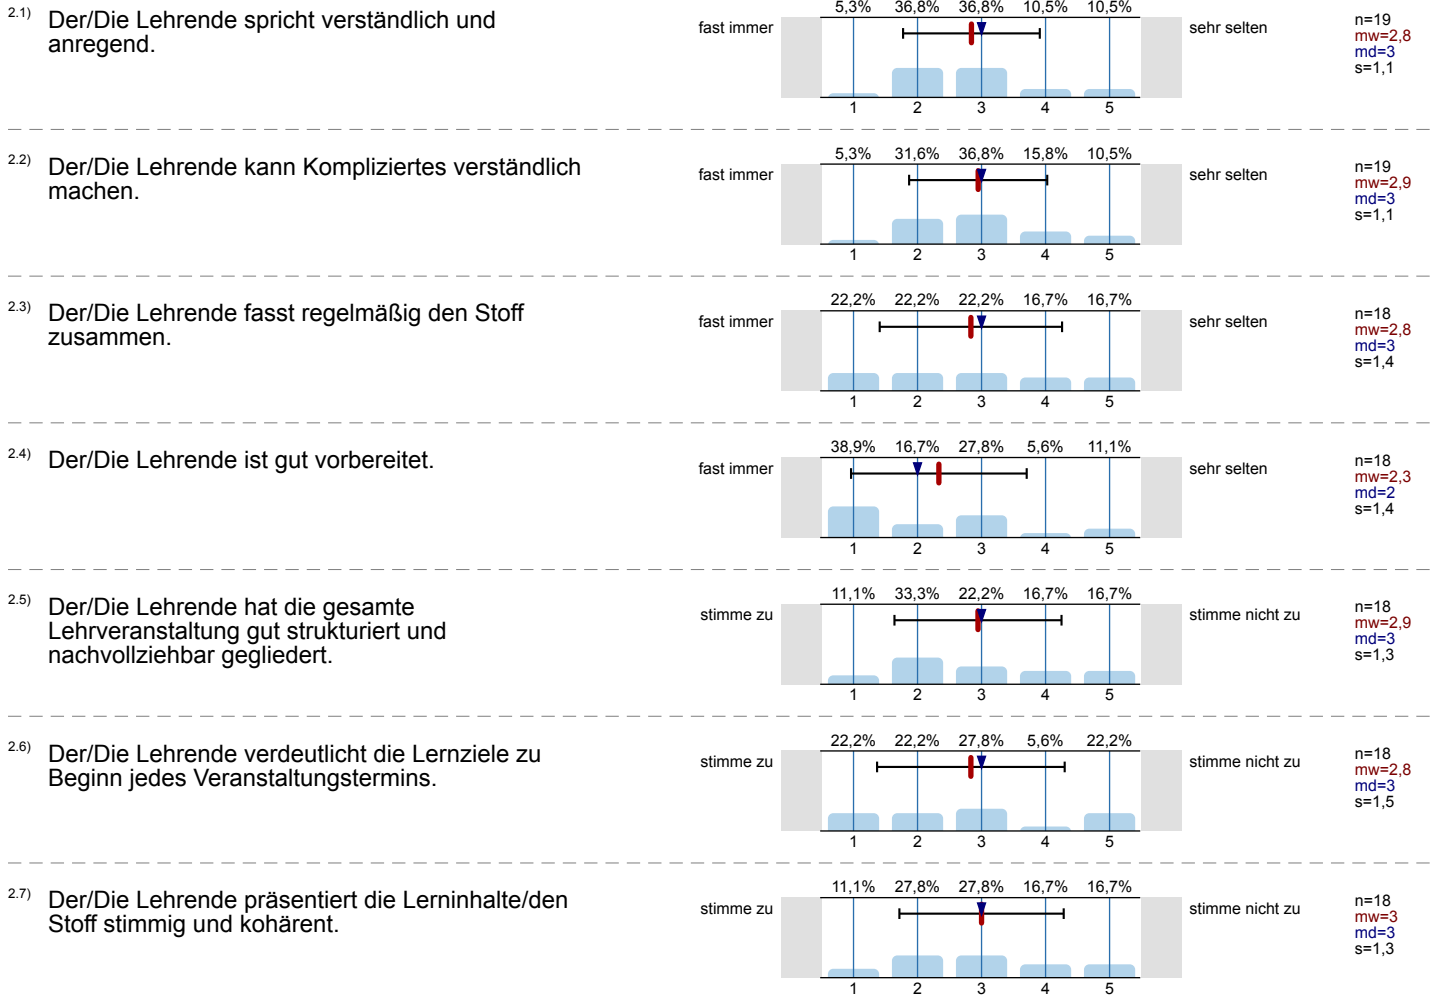 2.1) Der/Die Lehrende spricht verständlich und
anregend.
fast immer
5,3% 36,8% 36,8% 10,5% 10,5%
1 2 3 4 5
sehr selten
n=19
mw=2,8
md=3
s=1,1
2.2) Der/Die Lehrende kann Kompliziertes verständlich
machen.
fast immer
5,3% 31,6% 36,8% 15,8% 10,5%
1 2 3 4 5
sehr selten
n=19
mw=2,9
md=3
s=1,1
2.3) Der/Die Lehrende fasst regelmäßig den Stoff
zusammen.
fast immer
22,2% 22,2% 22,2% 16,7% 16,7%
1 2 3 4 5
sehr selten
n=18
mw=2,8
md=3
s=1,4
2.4) Der/Die Lehrende ist gut vorbereitet.
fast immer
38,9% 16,7% 27,8% 5,6% 11,1%
1 2 3 4 5
sehr selten
n=18
mw=2,3
md=2
s=1,4
2.5) Der/Die Lehrende hat die gesamte
Lehrveranstaltung gut strukturiert und
nachvollziehbar gegliedert.
stimme zu
11,1% 33,3% 22,2% 16,7% 16,7%
1 2 3 4 5
stimme nicht zu
n=18
mw=2,9
md=3
s=1,3
2.6) Der/Die Lehrende verdeutlicht die Lernziele zu
Beginn jedes Veranstaltungstermins.
stimme zu
22,2% 22,2% 27,8% 5,6% 22,2%
1 2 3 4 5
stimme nicht zu
n=18
mw=2,8
md=3
s=1,5
2.7) Der/Die Lehrende präsentiert die Lerninhalte/den
Stoff stimmig und kohärent.
stimme zu
11,1% 27,8% 27,8% 16,7% 16,7%
1 2 3 4 5
stimme nicht zu
n=18
mw=3
md=3
s=1,3